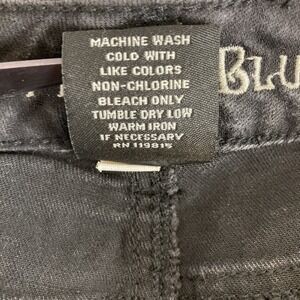 MACHINE WASH
COLD WITH
LIKE COLORS
NON-CHLORINE
BLEACH ONLY
TUMBLE DRY LOW
WARM IRON
IF NECESSARY
RN 119815
BLU